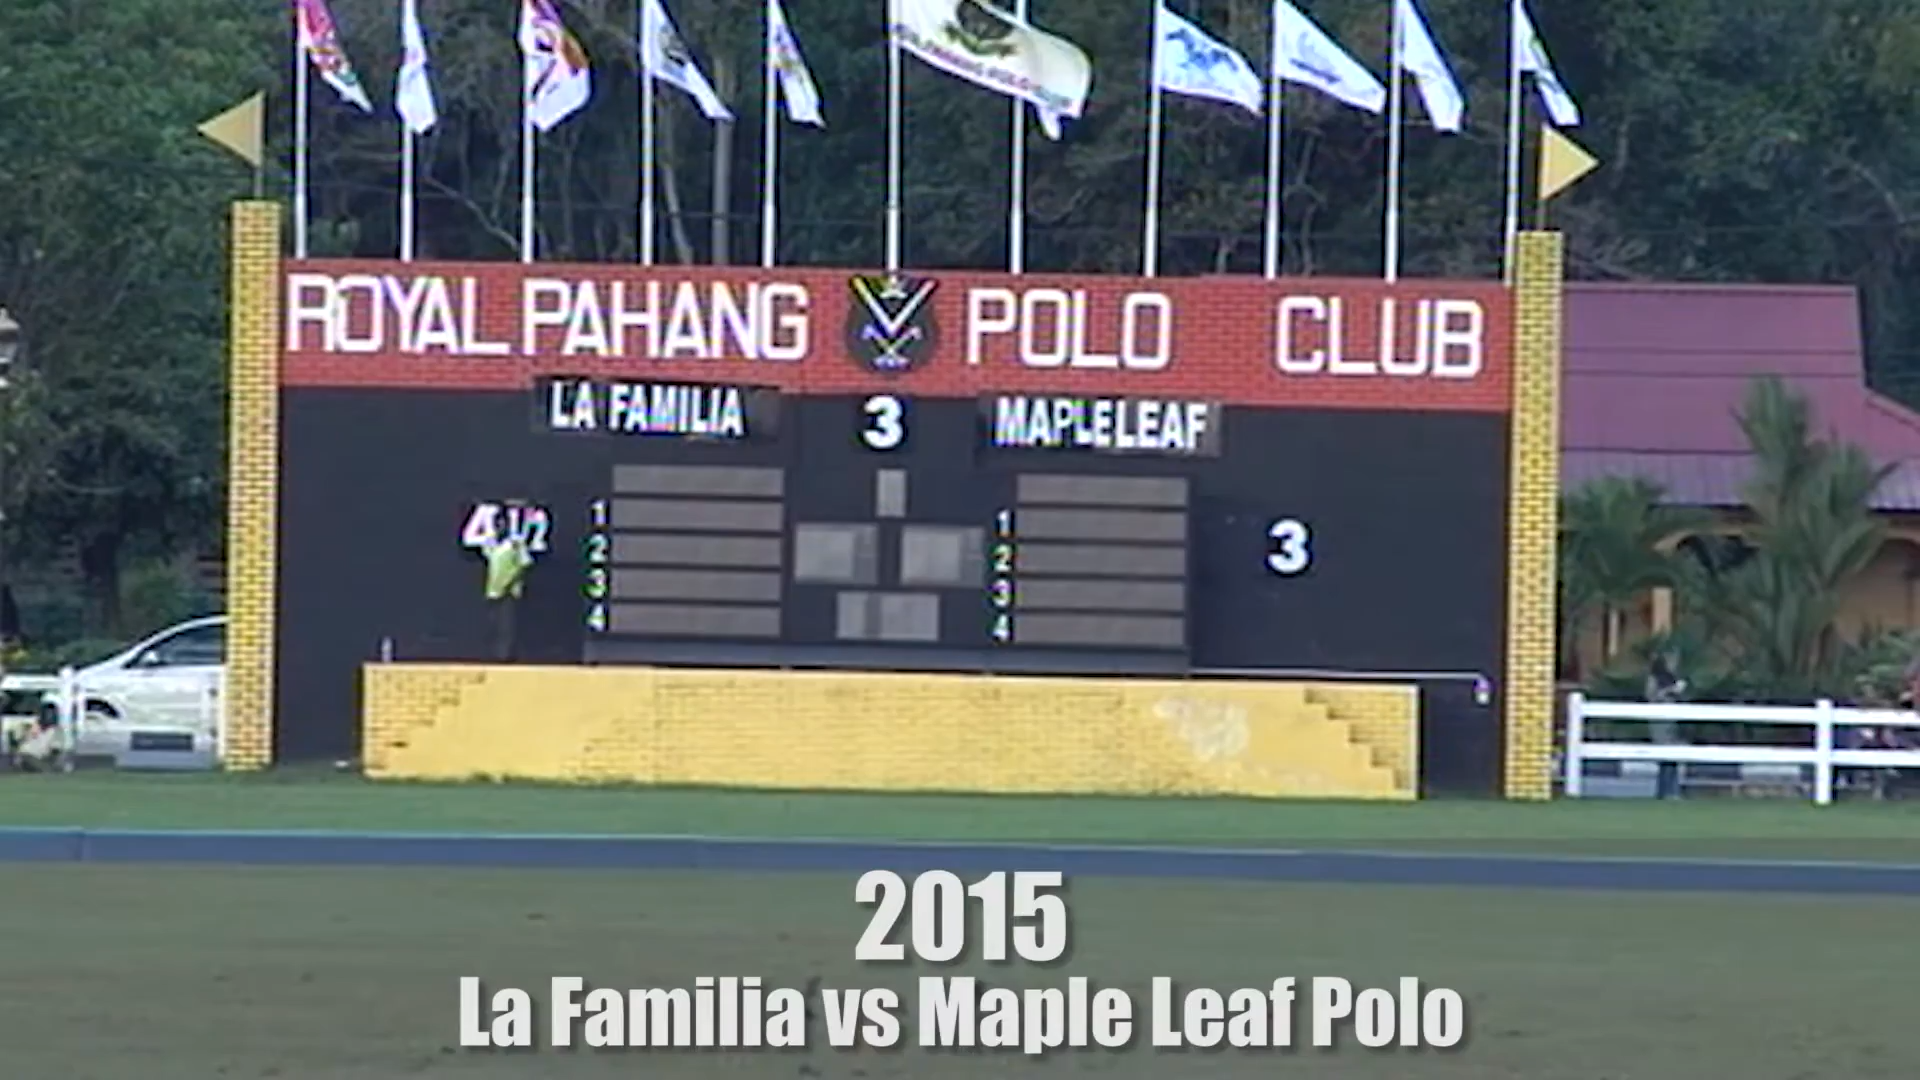 ROYAL PAHANG POLO CLUB
LA FAMILIA 3 MAPLELEAF
1/2 3
1 1
2 2
3 3
4 4
2015
La Familia vs Maple Leaf Polo